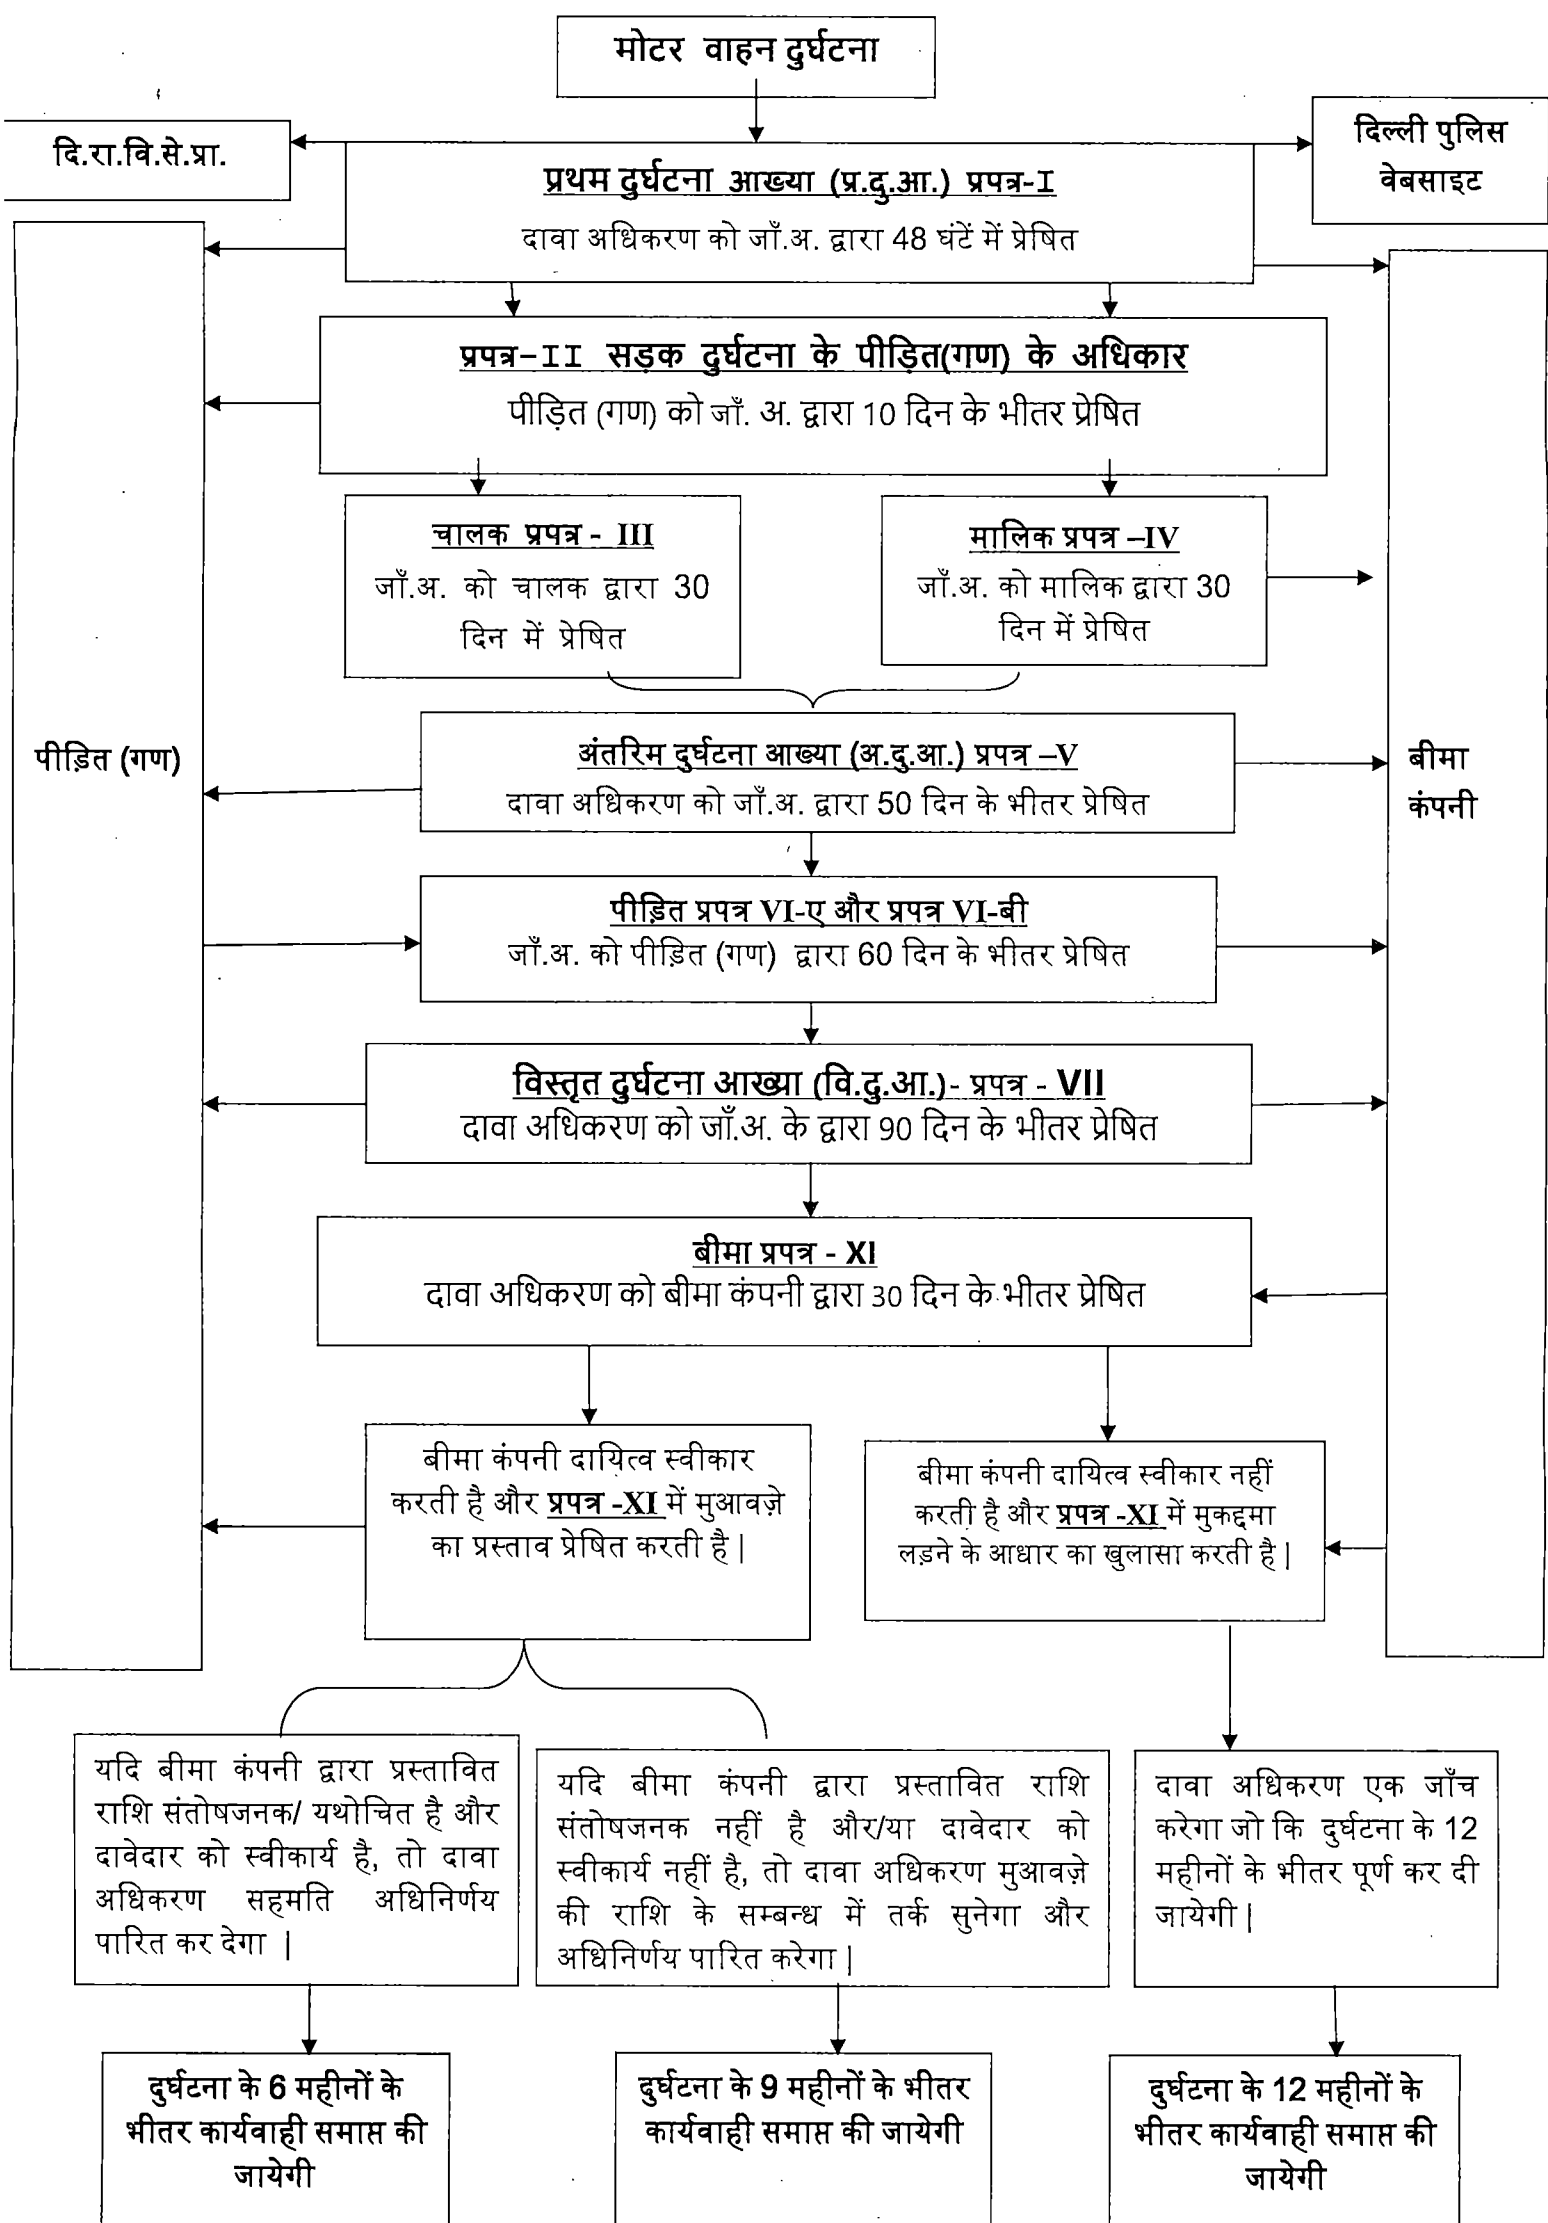 मोटर वाहन दुर्घटना
दि.रा.वि.से.प्रा.
दिल्ली पुलिस
वेबसाइट
प्रथम दुर्घटना आख्या (प्र.दु.आ.) प्रपत्र-I
दावा अधिकरण को जाँ.अ. द्वारा 48 घंटें में प्रेषित
प्रपत्र-II सड़क दुर्घटना के पीड़ित(गण) के अधिकार
पीड़ित (गण) को जाँ. अ. द्वारा 10 दिन के भीतर प्रेषित
चालक प्रपत्र - III
जाँ.अ. को चालक द्वारा 30
दिन में प्रेषित
मालिक प्रपत्र –IV
जाँ.अ. को मालिक द्वारा 30
दिन में प्रेषित
पीड़ित (गण)
अंतरिम दुर्घटना आख्या (अ.दु.आ.) प्रपत्र –V
दावा अधिकरण को जाँ.अ. द्वारा 50 दिन के भीतर प्रेषित
बीमा
कंपनी
पीड़ित प्रपत्र VI-ए और प्रपत्र VI-बी
जाँ.अ. को पीड़ित (गण) द्वारा 60 दिन के भीतर प्रेषित
विस्तृत दुर्घटना आख्या (वि.दु.आ.)- प्रपत्र - VII
दावा अधिकरण को जाँ.अ. के द्वारा 90 दिन के भीतर प्रेषित
बीमा प्रपत्र - XI
दावा अधिकरण को बीमा कंपनी द्वारा 30 दिन के भीतर प्रेषित
बीमा कंपनी दायित्व स्वीकार
करती है और प्रपत्र -XI में मुआवज़े
का प्रस्ताव प्रेषित करती है |
बीमा कंपनी दायित्व स्वीकार नहीं
करती है और प्रपत्र -XI में मुकद्दमा
लड़ने के आधार का खुलासा करती है |
यदि बीमा कंपनी द्वारा प्रस्तावित
राशि संतोषजनक/ यथोचित है और
दावेदार को स्वीकार्य है, तो दावा
अधिकरण सहमति अधिनिर्णय
पारित कर देगा |
यदि बीमा कंपनी द्वारा प्रस्तावित राशि
संतोषजनक नहीं है और/या दावेदार को
स्वीकार्य नहीं है, तो दावा अधिकरण मुआवज़े
की राशि के सम्बन्ध में तर्क सुनेगा और
अधिनिर्णय पारित करेगा |
दावा अधिकरण एक जाँच
करेगा जो कि दुर्घटना के 12
महीनों के भीतर पूर्ण कर दी
जायेगी |
दुर्घटना के 6 महीनों के
भीतर कार्यवाही समाप्त की
जायेगी
दुर्घटना के 9 महीनों के भीतर
कार्यवाही समाप्त की जायेगी
दुर्घटना के 12 महीनों के
भीतर कार्यवाही समाप्त की
जायेगी